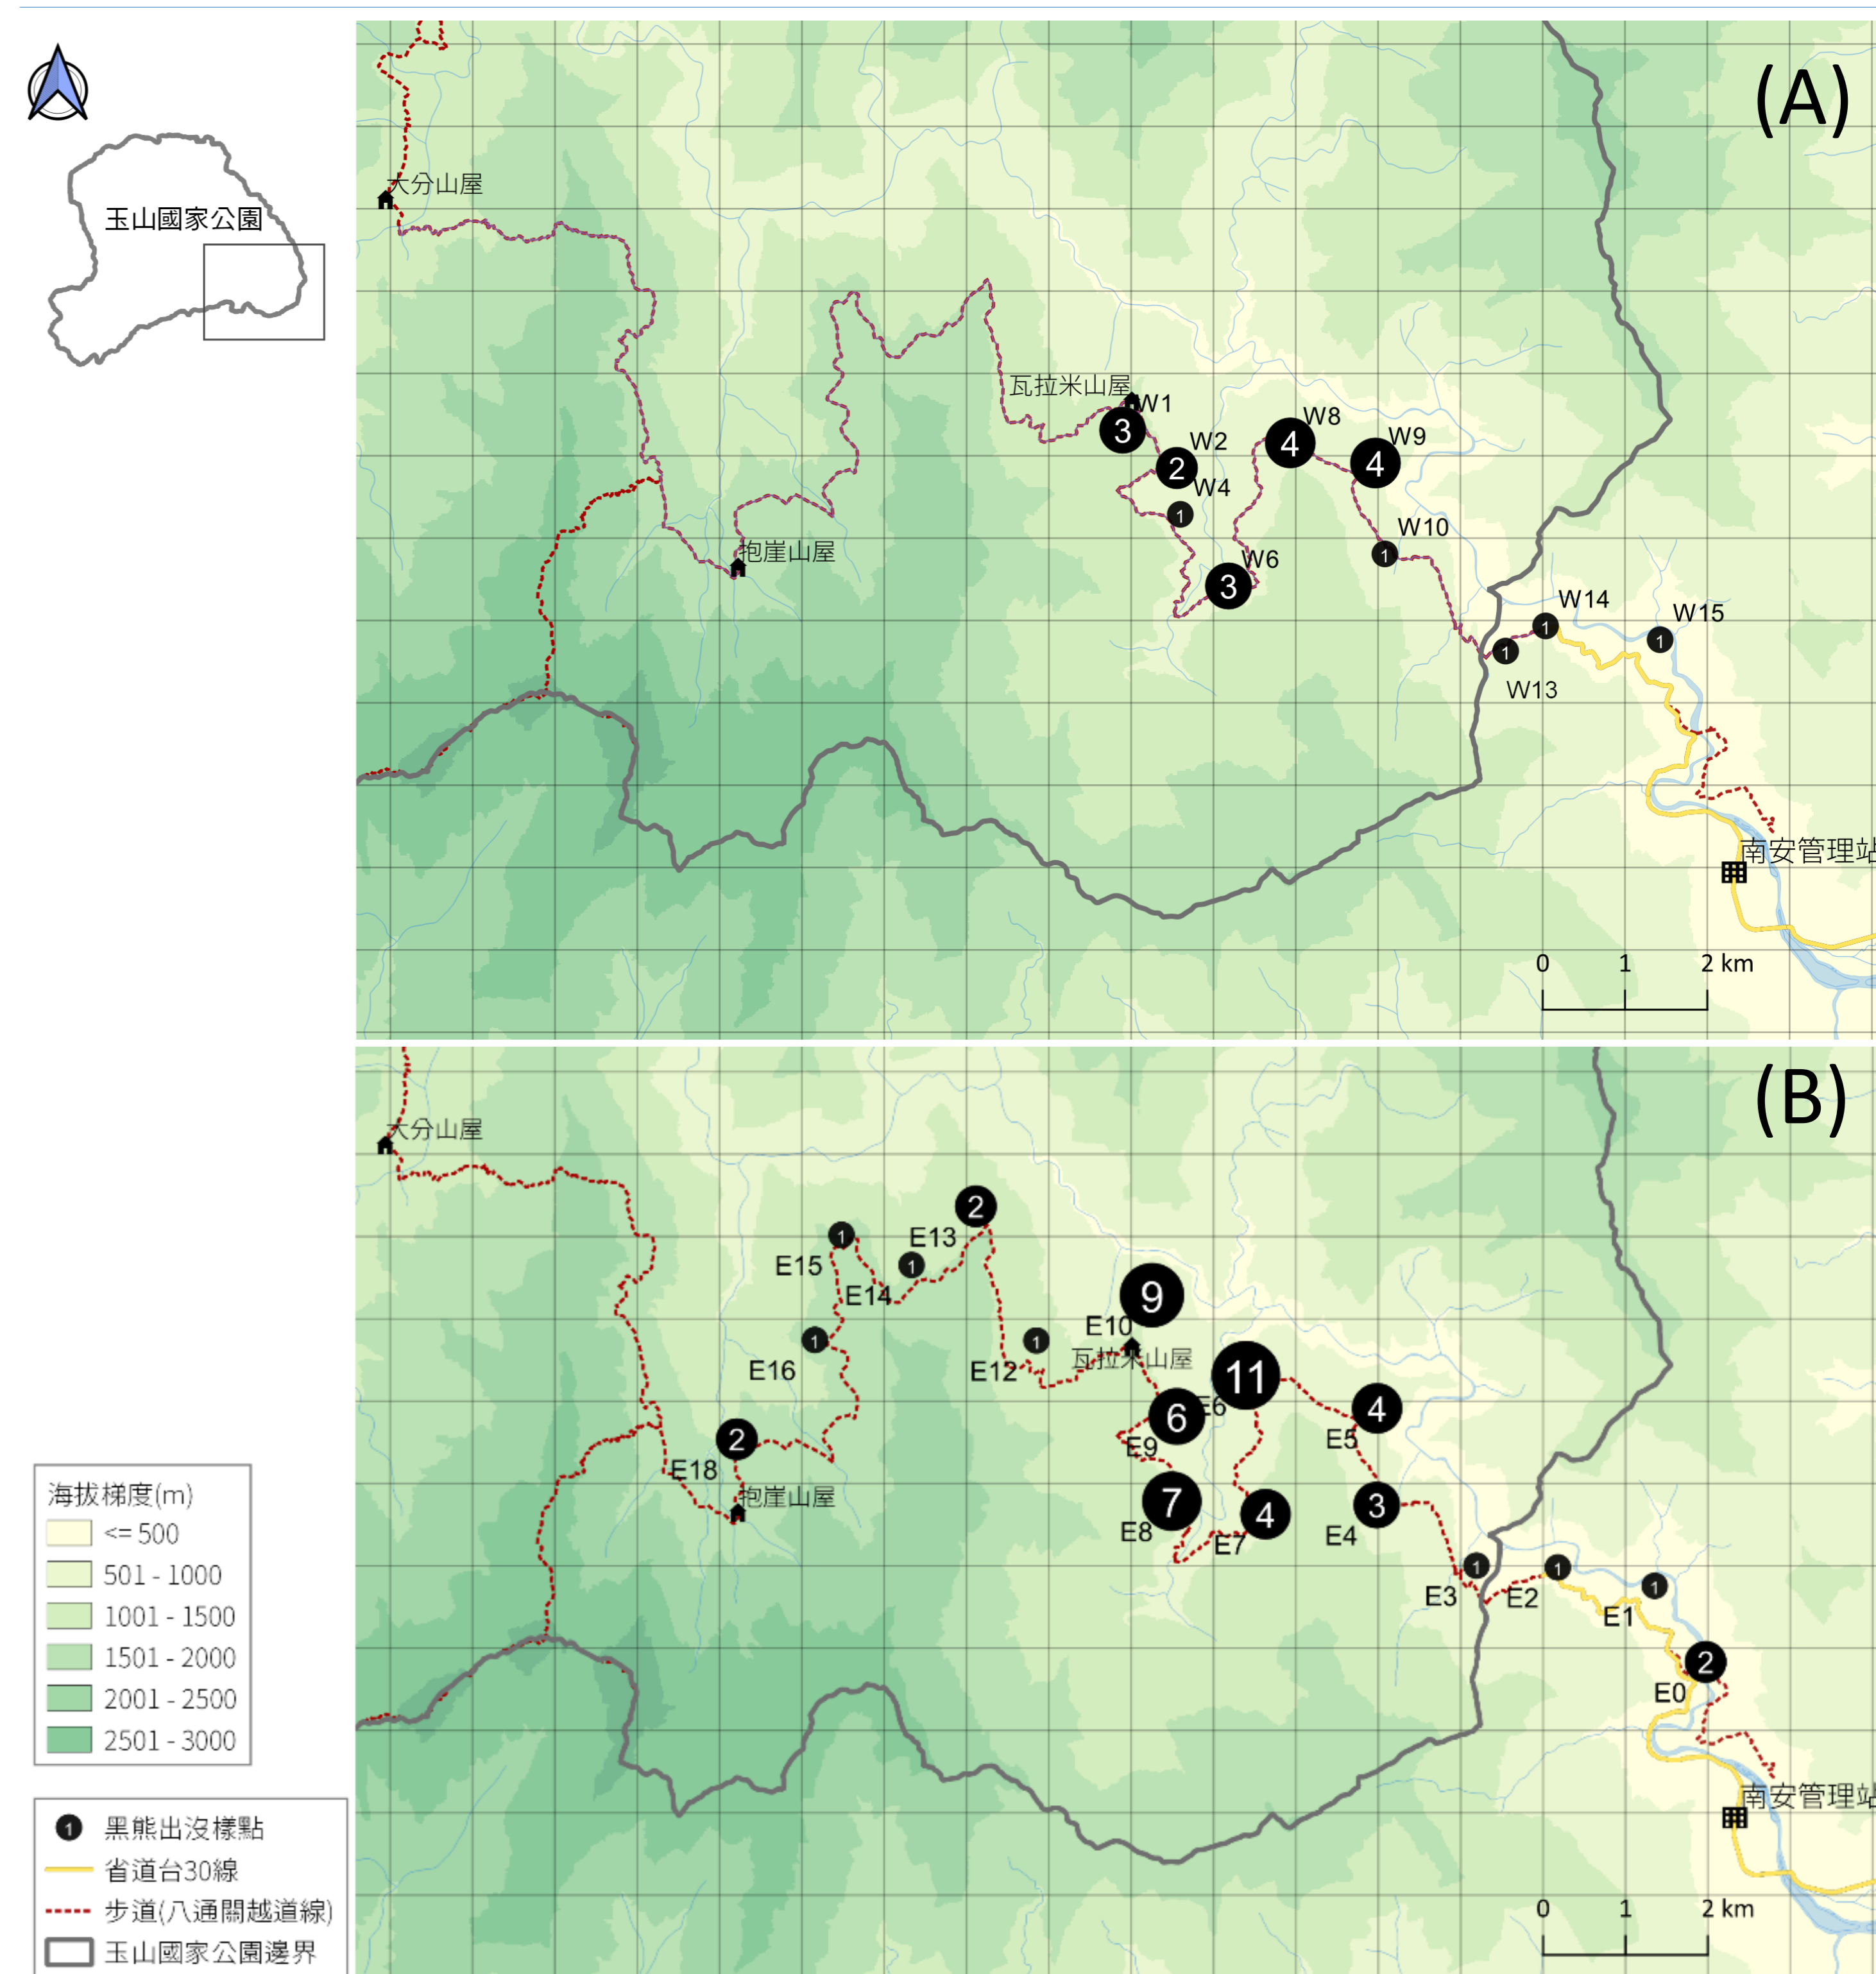 玉山國家公園
(A)
大分山屋
瓦拉米山屋
W1
3
W2
2
W4
1
W8
4
W9
4
W10
1
抱崖山屋
W6
3
W14
1
W15
1
1
W13
南安管理站
0 1 2 km
(B)
大分山屋
2
E13
1
E15
1
E14
9
E10
瓦拉米山屋
1
E12
1
E16
11
E6
6
E9
4
E5
2
E18
抱崖山屋
7
E8
4
E7
3
E4
1
E3
1
E2
1
E1
2
E0
南安管理站
0 1 2 km
海拔梯度(m)
<= 500
501 - 1000
1001 - 1500
1501 - 2000
2001 - 2500
2501 - 3000
1 黑熊出沒樣點
省道台30線
步道(八通關越道線)
玉山國家公園邊界